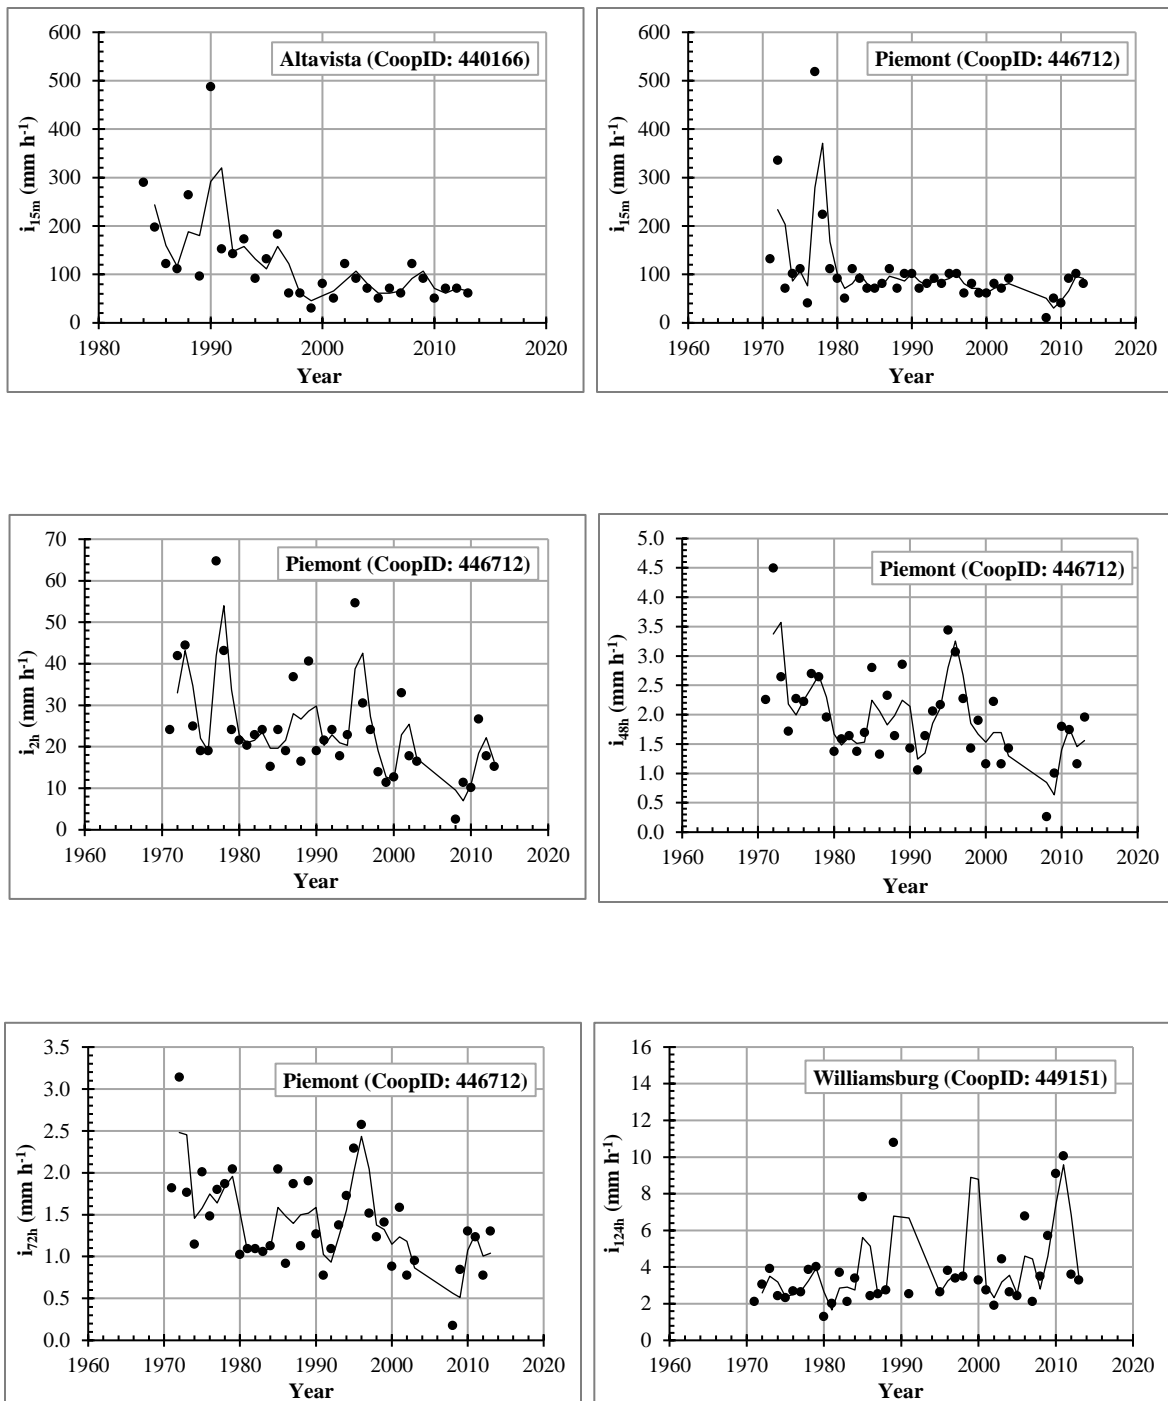 Altavista (CoopID: 440166)
600
500
400
300
200
100
0
i15m (mm h-1)
1980 1990 2000 2010 2020
Year
Piemont (CoopID: 446712)
600
500
400
300
200
100
0
i15m (mm h-1)
1960 1970 1980 1990 2000 2010 2020
Year
Piemont (CoopID: 446712)
70
60
50
40
30
20
10
0
i2h (mm h-1)
1960 1970 1980 1990 2000 2010 2020
Year
Piemont (CoopID: 446712)
5.0
4.5
4.0
3.5
3.0
2.5
2.0
1.5
1.0
0.5
0.0
i48h (mm h-1)
1960 1970 1980 1990 2000 2010 2020
Year
Piemont (CoopID: 446712)
3.5
3.0
2.5
2.0
1.5
1.0
0.5
0.0
i72h (mm h-1)
1960 1970 1980 1990 2000 2010 2020
Year
Williamsburg (CoopID: 449151)
16
14
12
10
8
6
4
2
0
i124h (mm h-1)
1960 1970 1980 1990 2000 2010 2020
Year